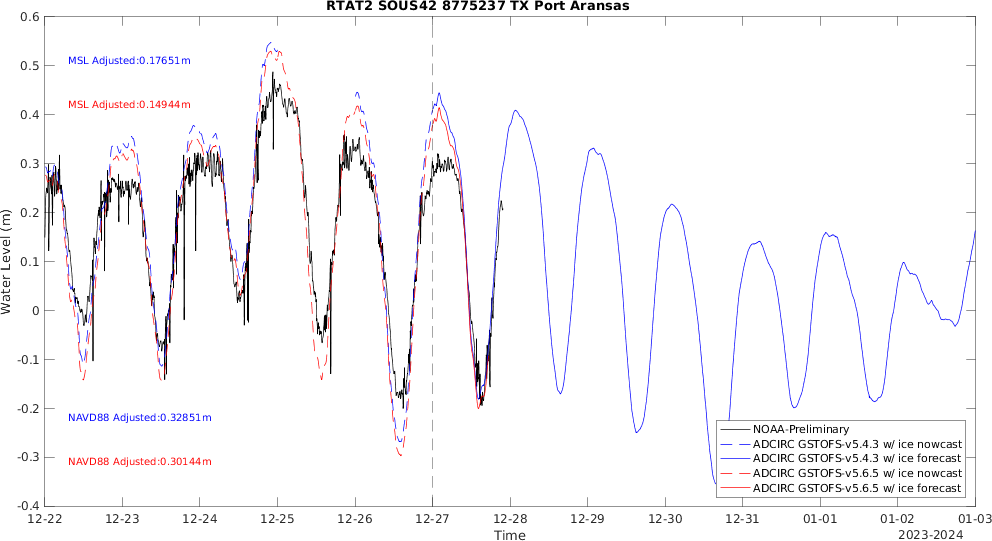 RTAT2 SOUS42 8775237 TX Port Aransas
0.6
0.5
0.4
0.3
0.2
0.1
0
-0.1
-0.2
-0.3
-0.4
Water Level (m)
MSL Adjusted:0.17651m
MSL Adjusted:0.14944m
NAVD88 Adjusted:0.32851m
NAVD88 Adjusted:0.30144m
NOAA-Preliminary
ADCIRC GSTOFS-v5.4.3 w/ ice nowcast
ADCIRC GSTOFS-v5.4.3 w/ ice forecast
ADCIRC GSTOFS-v5.6.5 w/ ice nowcast
ADCIRC GSTOFS-v5.6.5 w/ ice forecast
12-22 12-23 12-24 12-25 12-26 12-27 12-28 12-29 12-30 12-31 01-01 01-02 01-03
Time
2023-2024